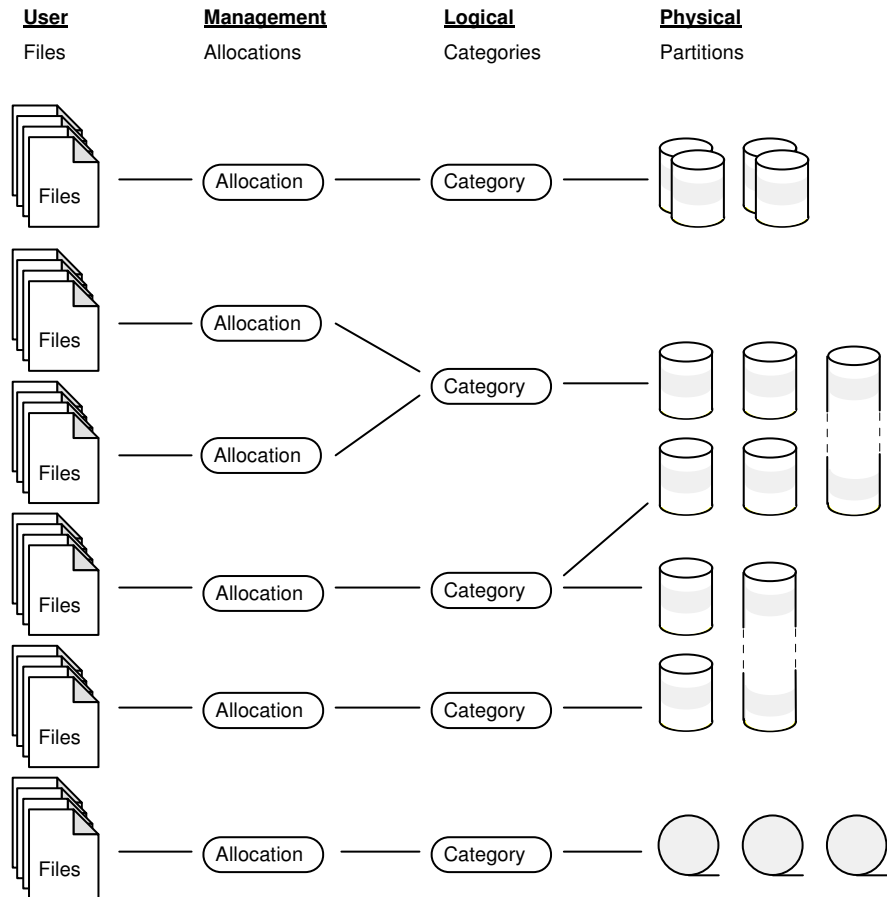 User Management Logical Physical
Files Allocations Categories Partitions
Files Allocation Category
Files Allocation
Category
Files Allocation
Files Allocation Category
Files Allocation Category
Files Allocation Category